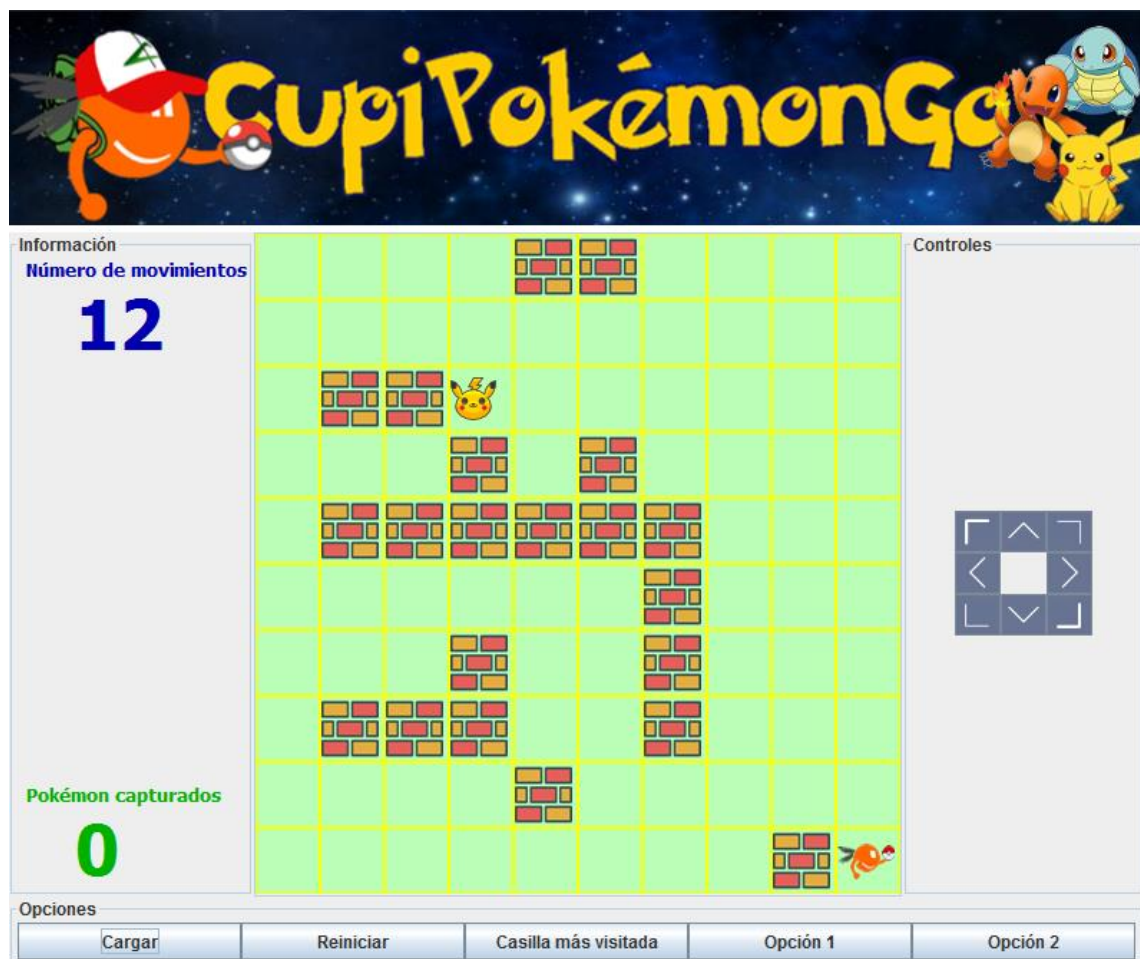 CupiPokémonGo
Información
Número de movimientos
12
Controles
Pokémon capturados
0
Opciones
Cargar
Reiniciar
Casilla más visitada
Opción 1
Opción 2